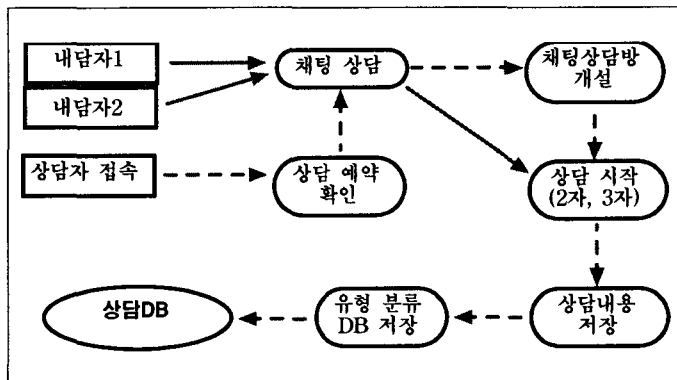 내담자1
내담자2
상담자 접속
채팅 상담
상담 예약
확인
채팅상담방
개설
상담 시작
(2자, 3자)
상담내용
저장
유형 분류
DB 저장
상담DB